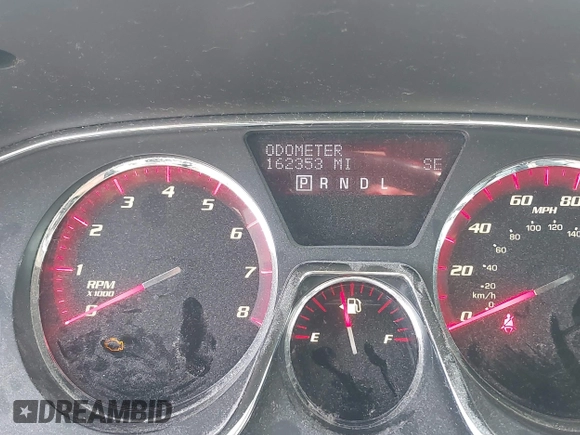 ODOMETER
162353 MI SE
P R N D L
0 1 2 3 4 5 6 7 8
RPM
X 1000
E F
0 20 40 60 80
MPH
0 20 40 60 80 100 120 140
km/h
DREAMBID